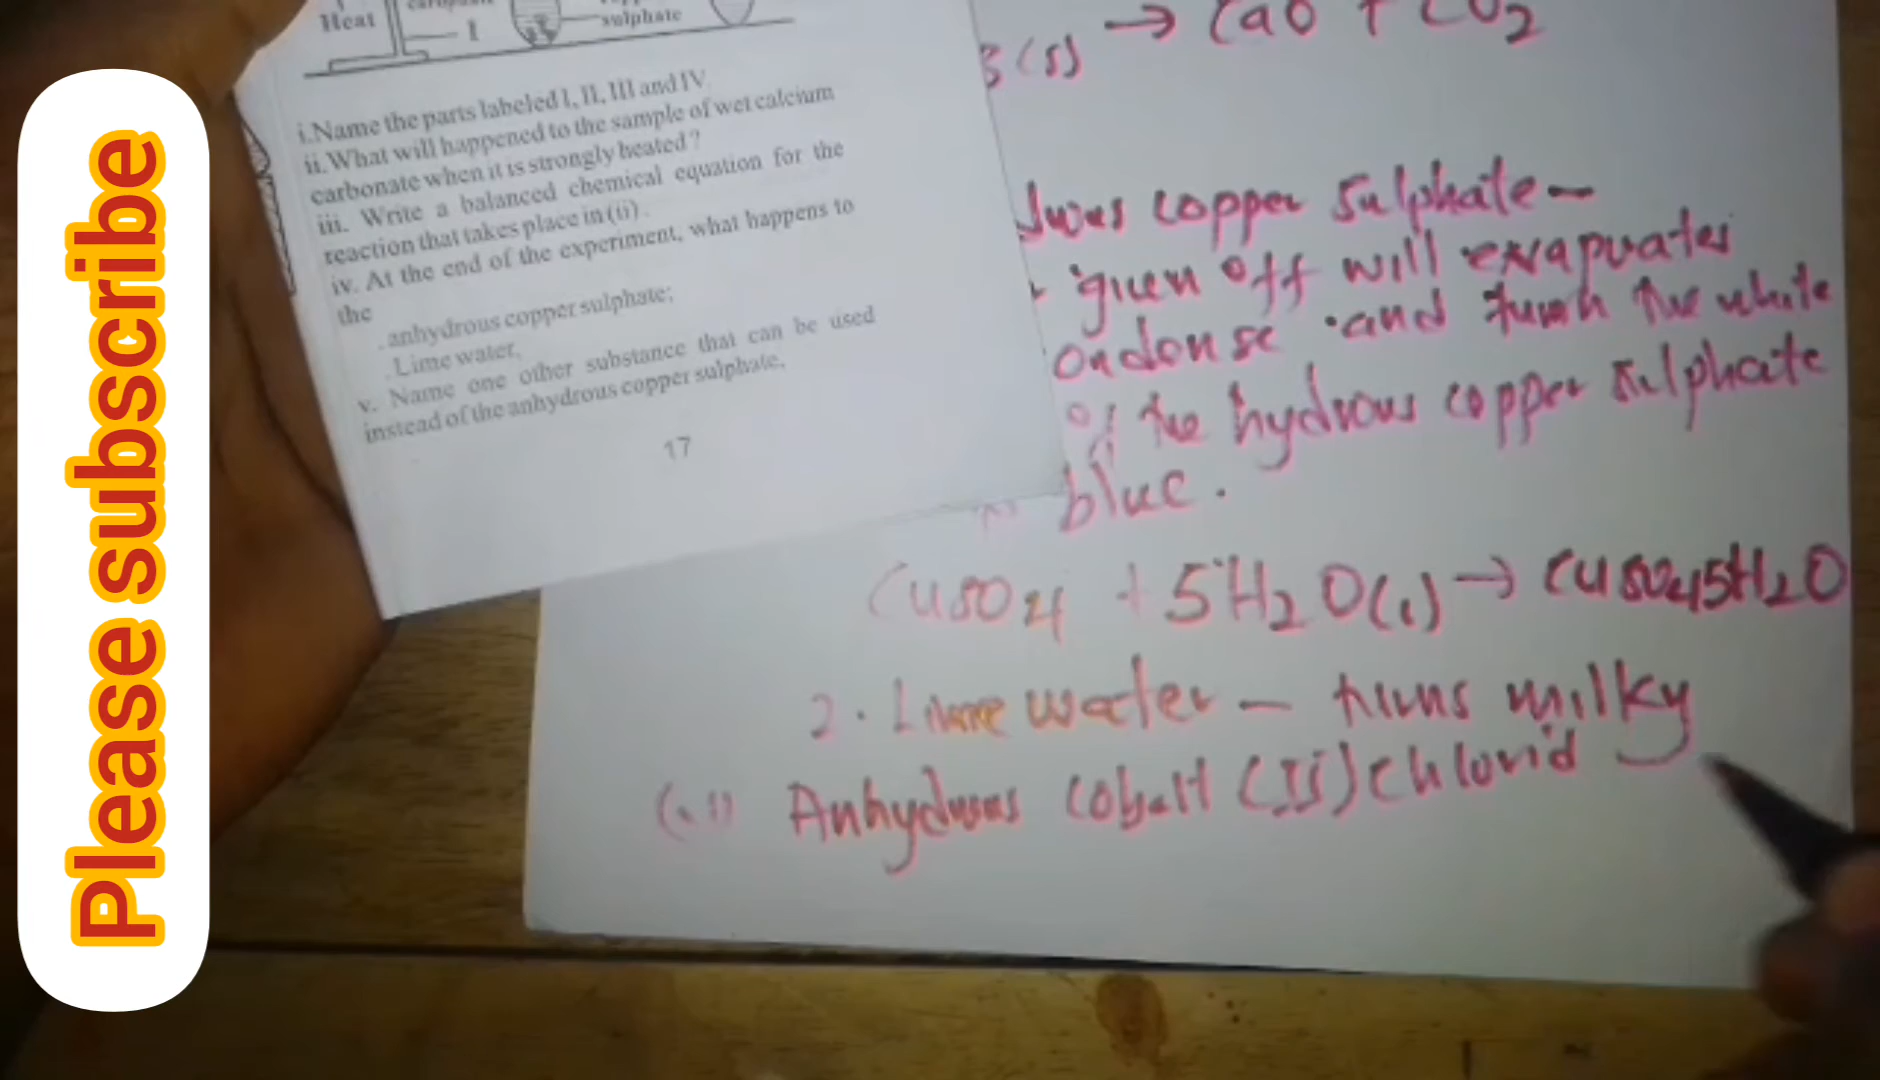 Please subscribe
Heat
I
sulphate
i.Name the parts labeled I, II, III and IV
ii.What will happened to the sample of wet calcium
carbonate when it is strongly heated?
iii. Write a balanced chemical equation for the
reaction that takes place in (ii).
iv. At the end of the experiment, what happens to
the
. anhydrous copper sulphate;
. Lime water,
v. Name one other substance that can be used
instead of the anhydrous copper sulphate.
17
3(s) → CaO + CO2
copper sulphate —
given off will evapuates
ondense and turnn the white
of the hydrous copper sulphate
blue.
CuSO4 + 5H2O(l) → CuSO45H2O
2. Lime water — turns milky
Anhydrous cobalt (II) chlorid